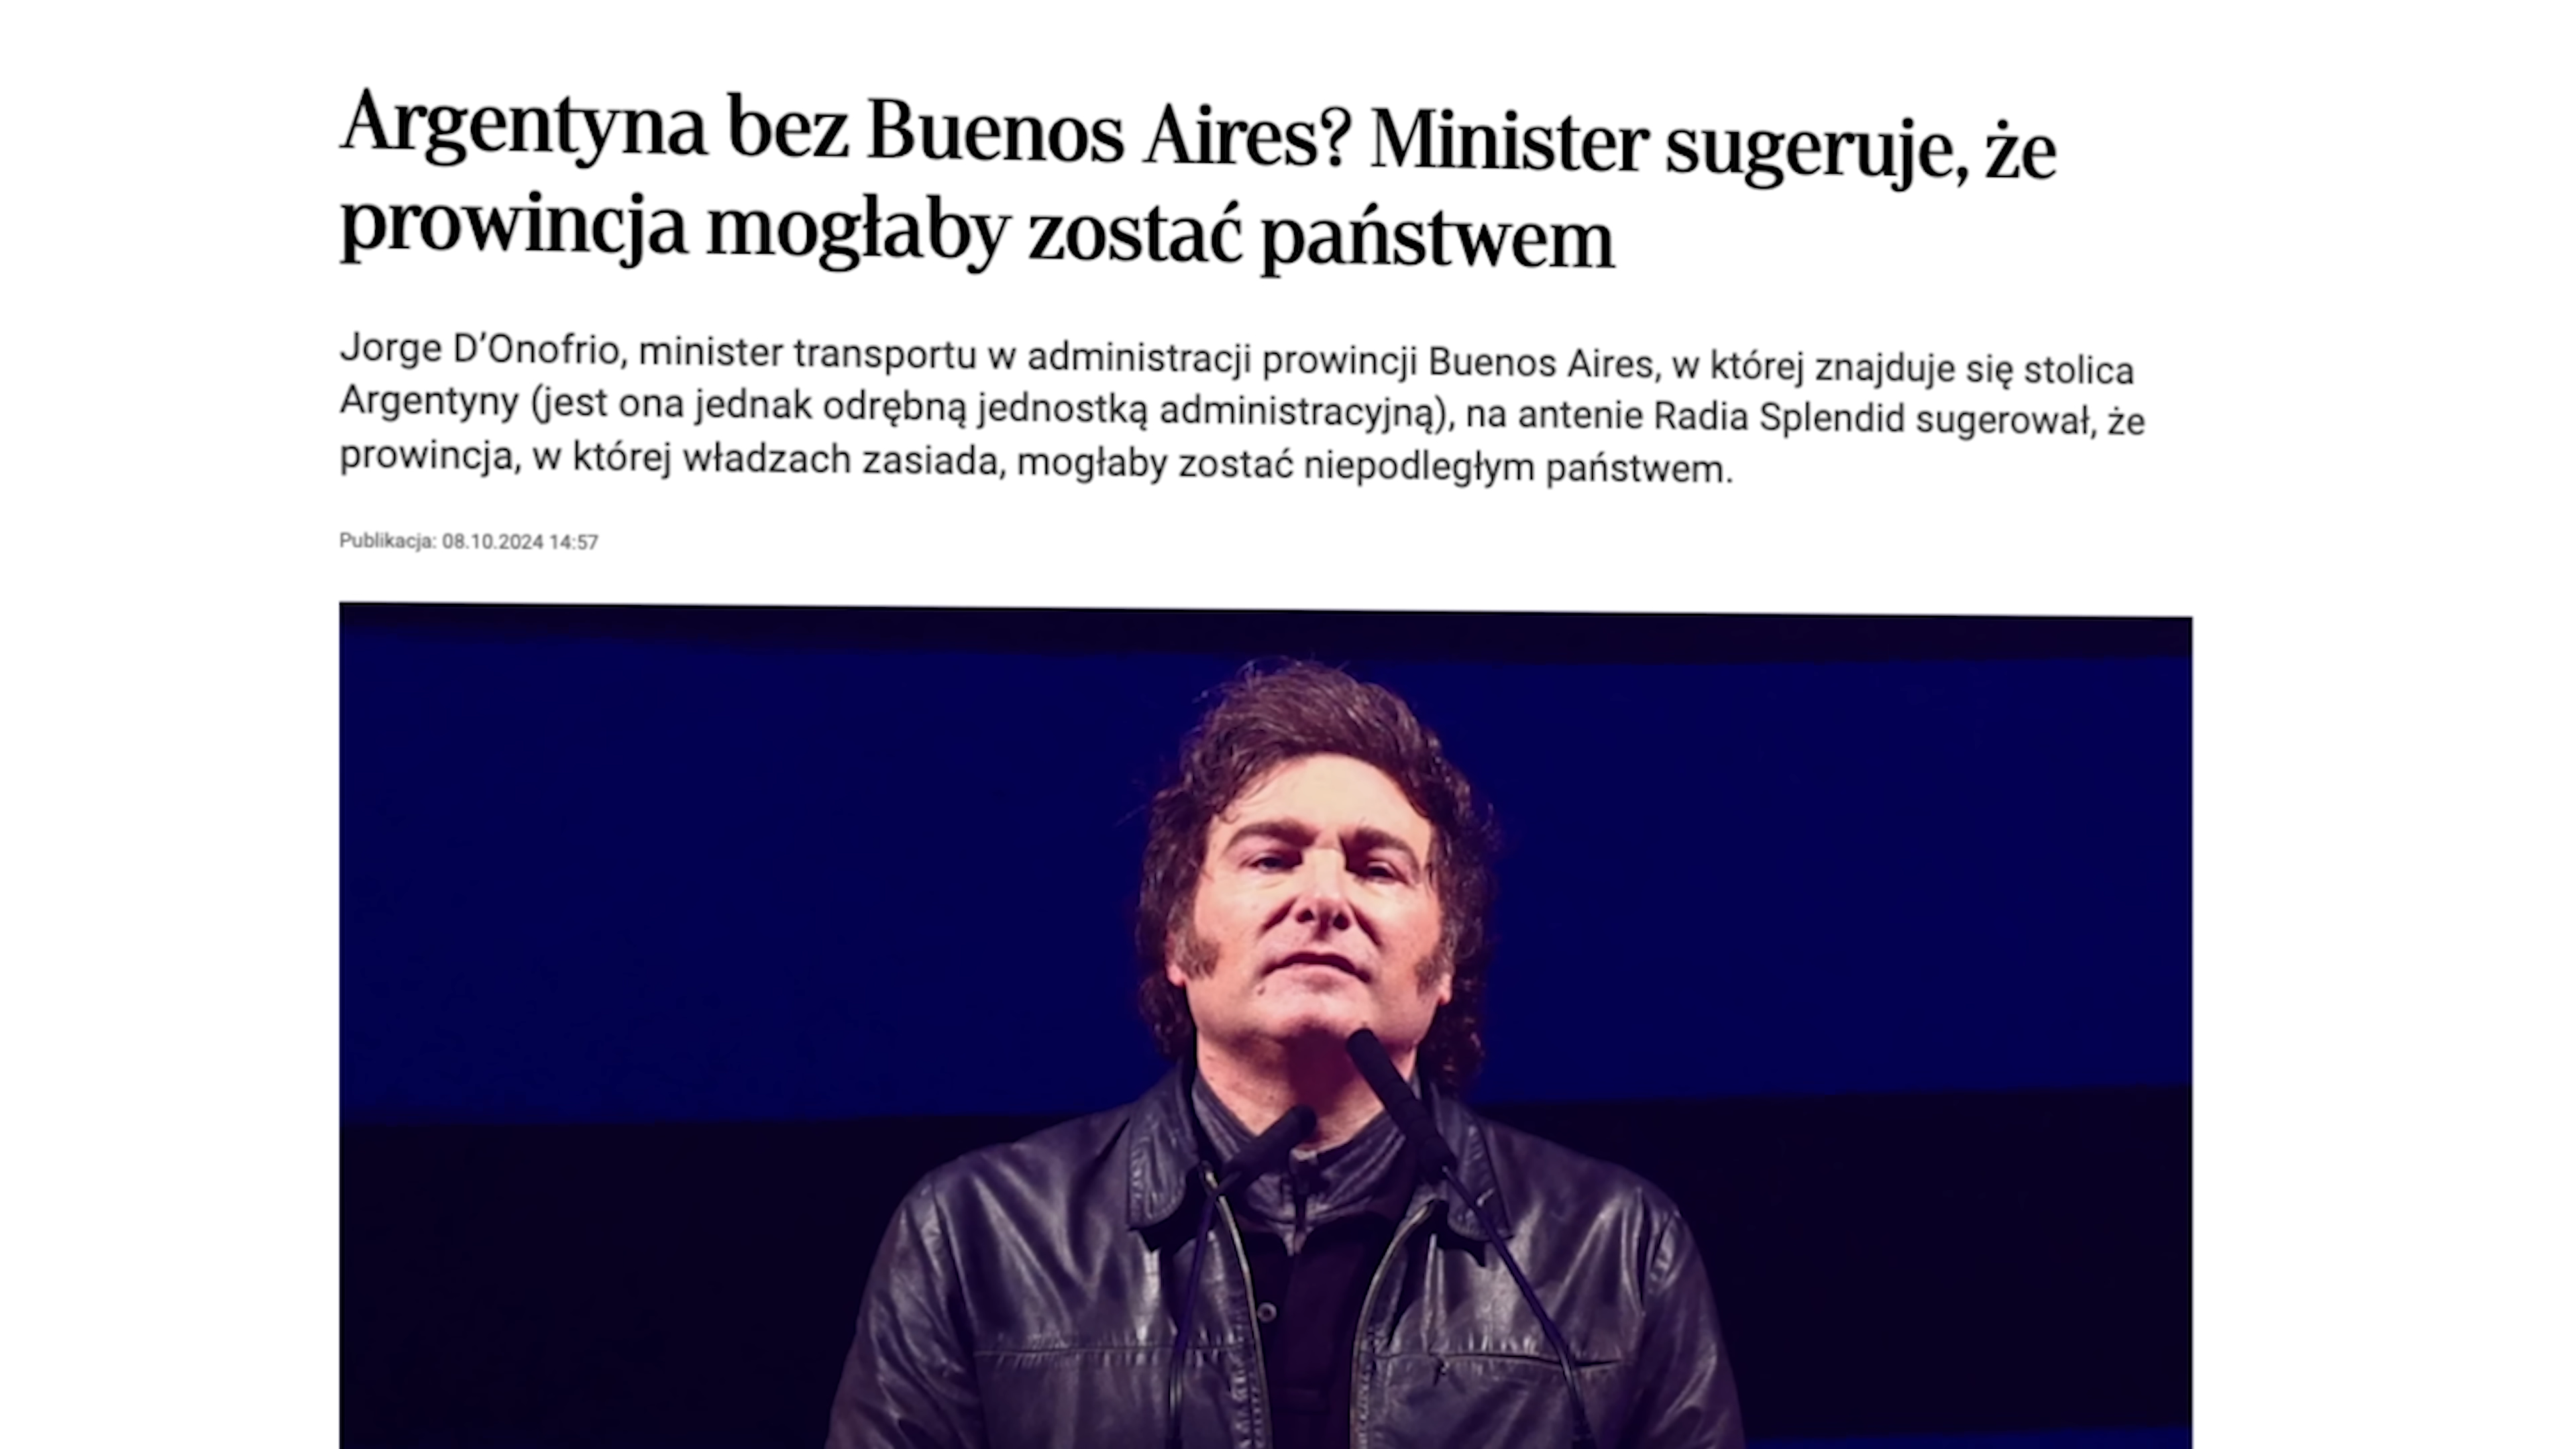 Argentyna bez Buenos Aires? Minister sugeruje, że
prowincja mogłaby zostać państwem
Jorge D’Onofrio, minister transportu w administracji prowincji Buenos Aires, w której znajduje się stolica
Argentyny (jest ona jednak odrębną jednostką administracyjną), na antenie Radia Splendid sugerował, że
prowincja, w której władzach zasiada, mogłaby zostać niepodległym państwem.
Publikacja: 08.10.2024 14:57